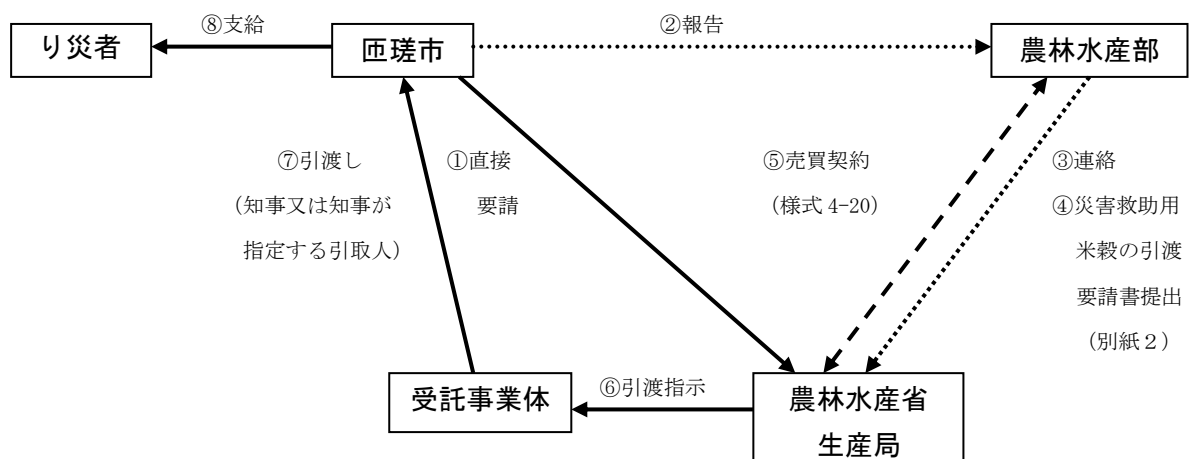 ⑧支給
②報告
り災者
匝瑳市
農林水産部
⑦引渡し
（知事又は知事が
指定する引取人）
①直接
要請
⑤売買契約
（様式 4-20）
③連絡
④災害救助用
米穀の引渡
要請書提出
（別紙２）
受託事業体
⑥引渡指示
農林水産省
生産局